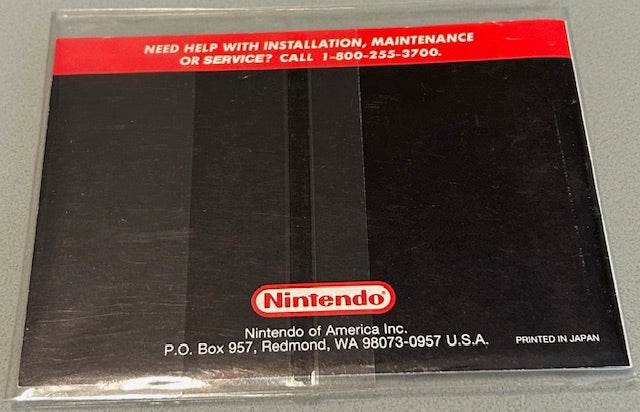 NEED HELP WITH INSTALLATION, MAINTENANCE
OR SERVICE? CALL 1-800-255-3700.
Nintendo®
Nintendo of America Inc.
P.O. Box 957, Redmond, WA 98073-0957 U.S.A.
PRINTED IN JAPAN